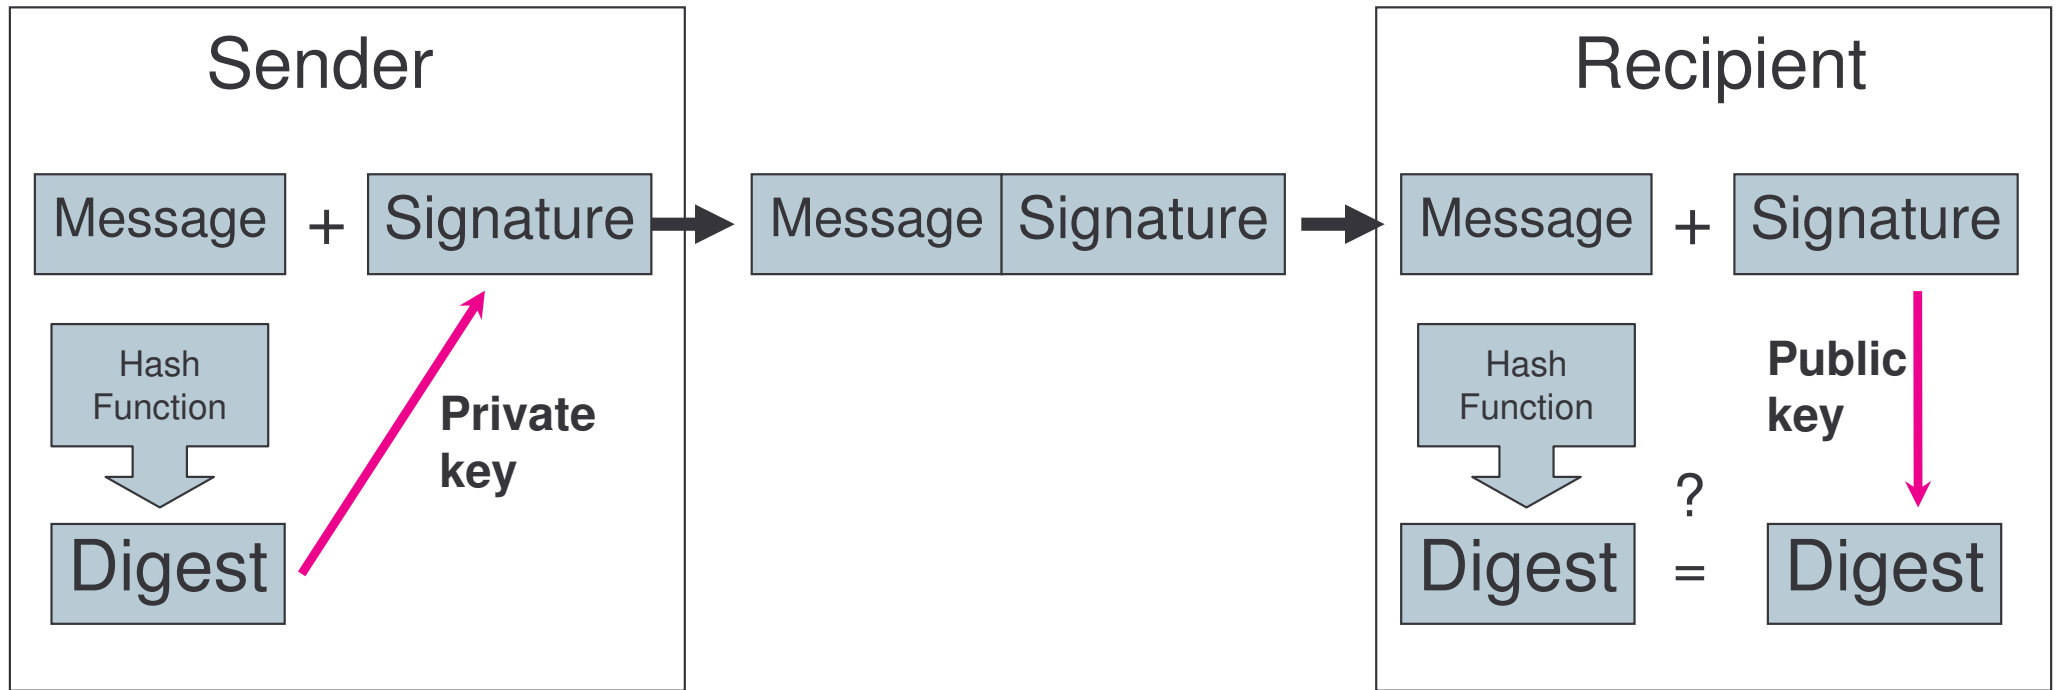 Sender
Message + Signature
Hash
Function
Private
key
Digest
Message Signature
Recipient
Message + Signature
Hash
Function
Public
key
?
Digest = Digest